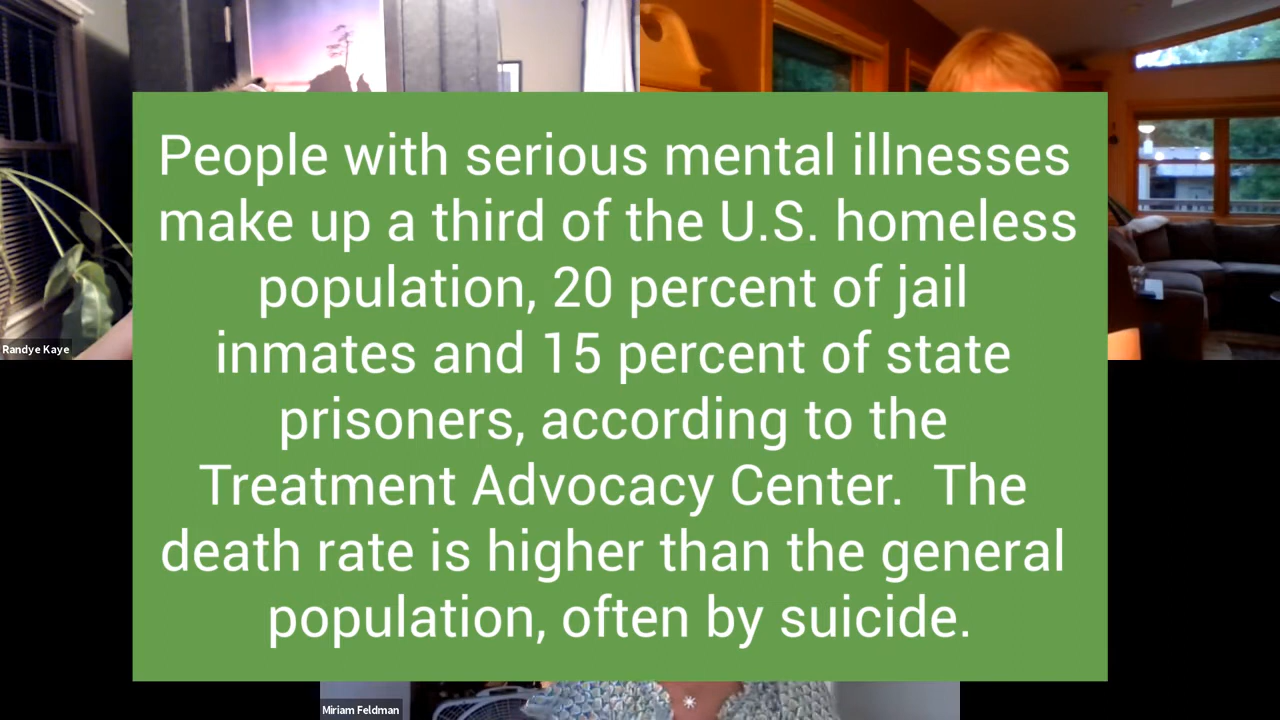 People with serious mental illnesses
make up a third of the U.S. homeless
population, 20 percent of jail
inmates and 15 percent of state
prisoners, according to the
Treatment Advocacy Center.  The
death rate is higher than the general
population, often by suicide.
Randye Kaye
Miriam Feldman